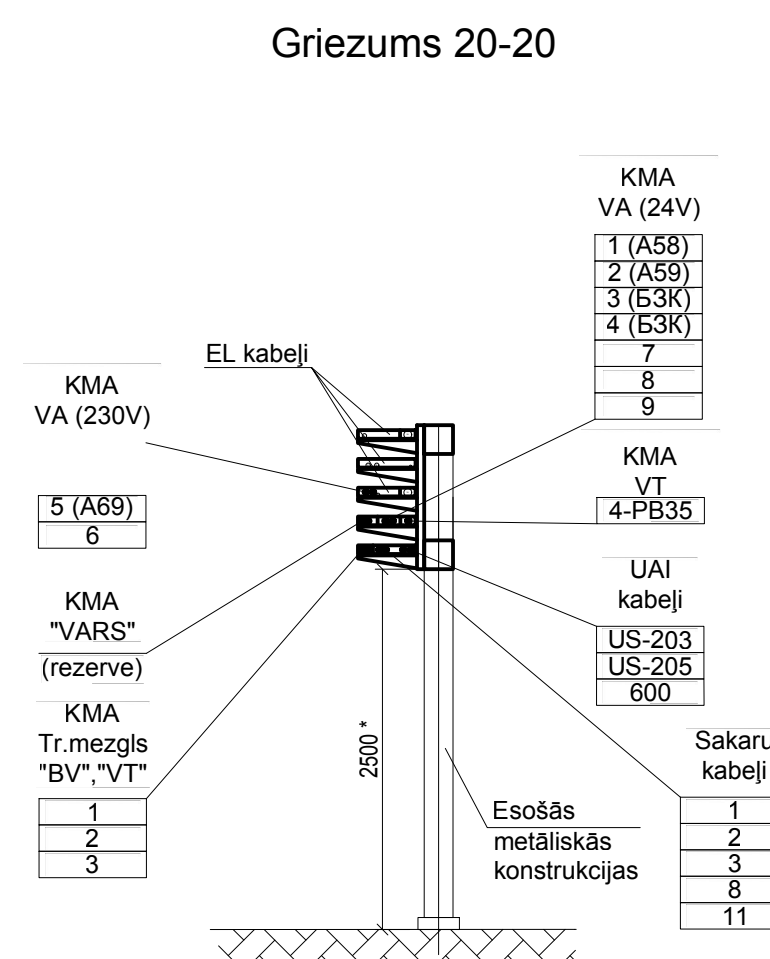 Griezums 20-20
KMA
VA (24V)
1 (A58)
2 (A59)
3 (БЗК)
4 (БЗК)
7
8
9
EL kabeļi
KMA
VA (230V)
5 (A69)
6
KMA
VT
4-PB35
UAI
kabeļi
US-203
US-205
600
KMA
"VARS"
(rezerve)
KMA
Tr.mezgls
"BV","VT"
1
2
3
2500 *
Esošās
metāliskās
konstrukcijas
Sakaru
kabeļi
1
2
3
8
11